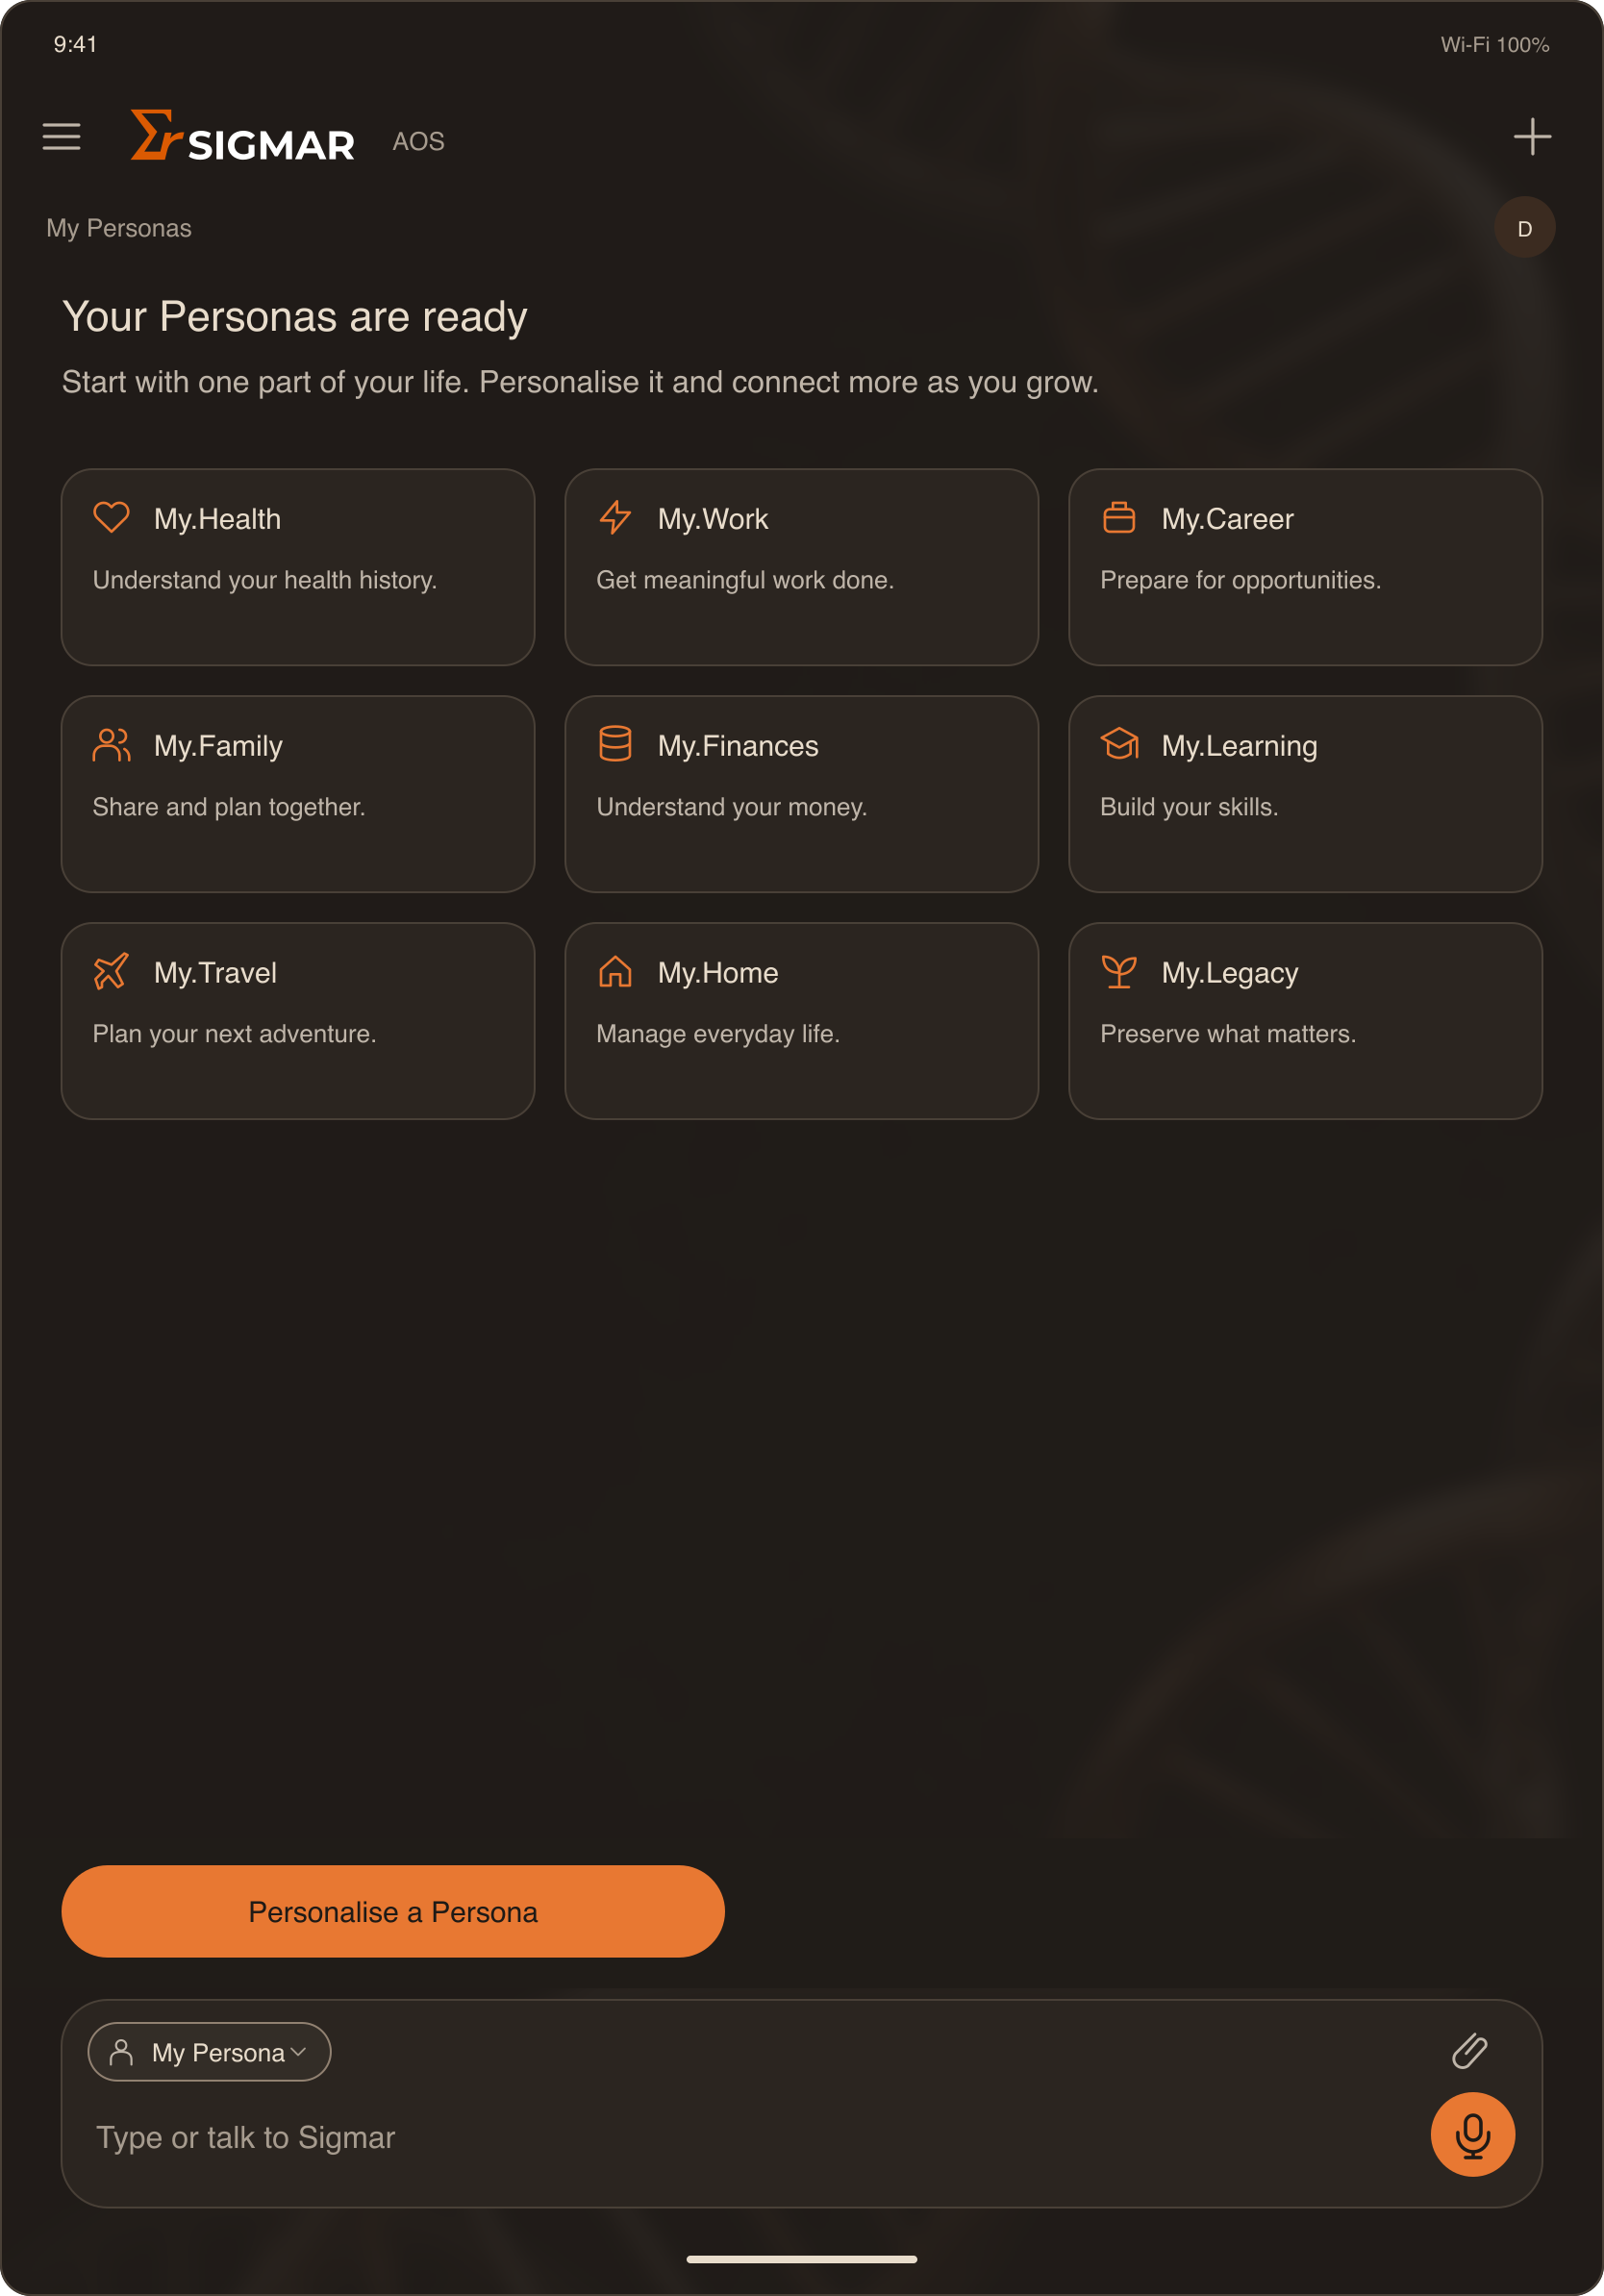 9:41
Wi-Fi 100%
Σr SIGMAR AOS
My Personas
D
Your Personas are ready
Start with one part of your life. Personalise it and connect more as you grow.
My.Health
Understand your health history.
My.Work
Get meaningful work done.
My.Career
Prepare for opportunities.
My.Family
Share and plan together.
My.Finances
Understand your money.
My.Learning
Build your skills.
My.Travel
Plan your next adventure.
My.Home
Manage everyday life.
My.Legacy
Preserve what matters.
Personalise a Persona
My Persona
Type or talk to Sigmar